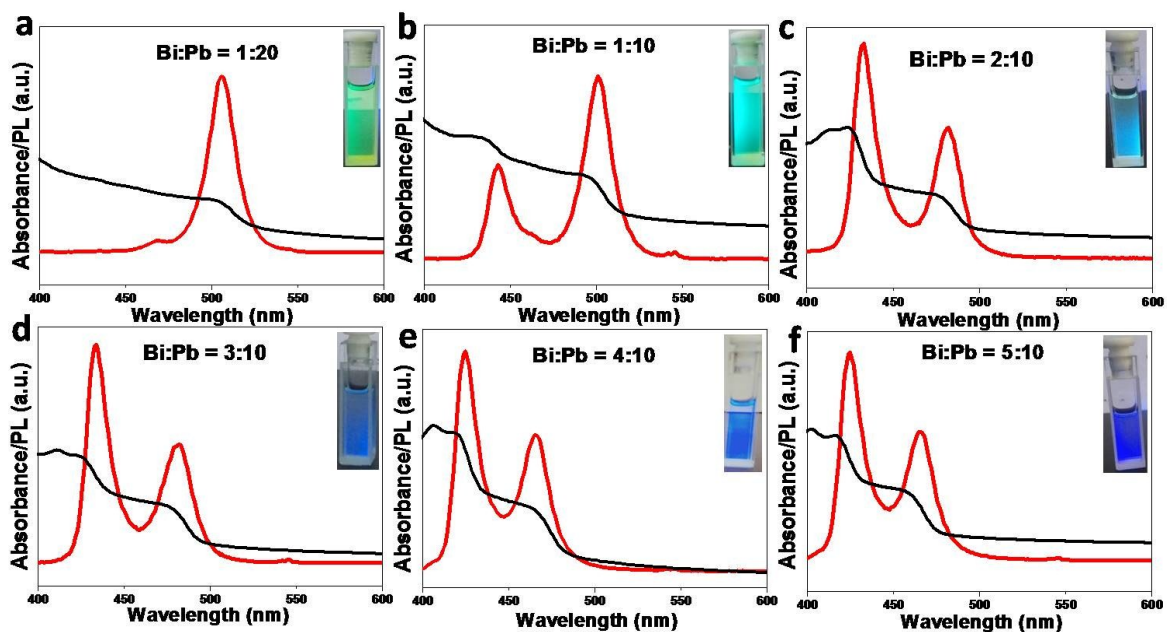 a
Bi:Pb = 1:20
Absorbance/PL (a.u.)
400 450 500 550 600
Wavelength (nm)
b
Bi:Pb = 1:10
Absorbance/PL (a.u.)
400 450 500 550 600
Wavelength (nm)
c
Bi:Pb = 2:10
Absorbance/PL (a.u.)
400 450 500 550 600
Wavelength (nm)
d
Bi:Pb = 3:10
Absorbance/PL (a.u.)
400 450 500 550 600
Wavelength (nm)
e
Bi:Pb = 4:10
Absorbance/PL (a.u.)
400 450 500 550 600
Wavelength (nm)
f
Bi:Pb = 5:10
Absorbance/PL (a.u.)
400 450 500 550 600
Wavelength (nm)